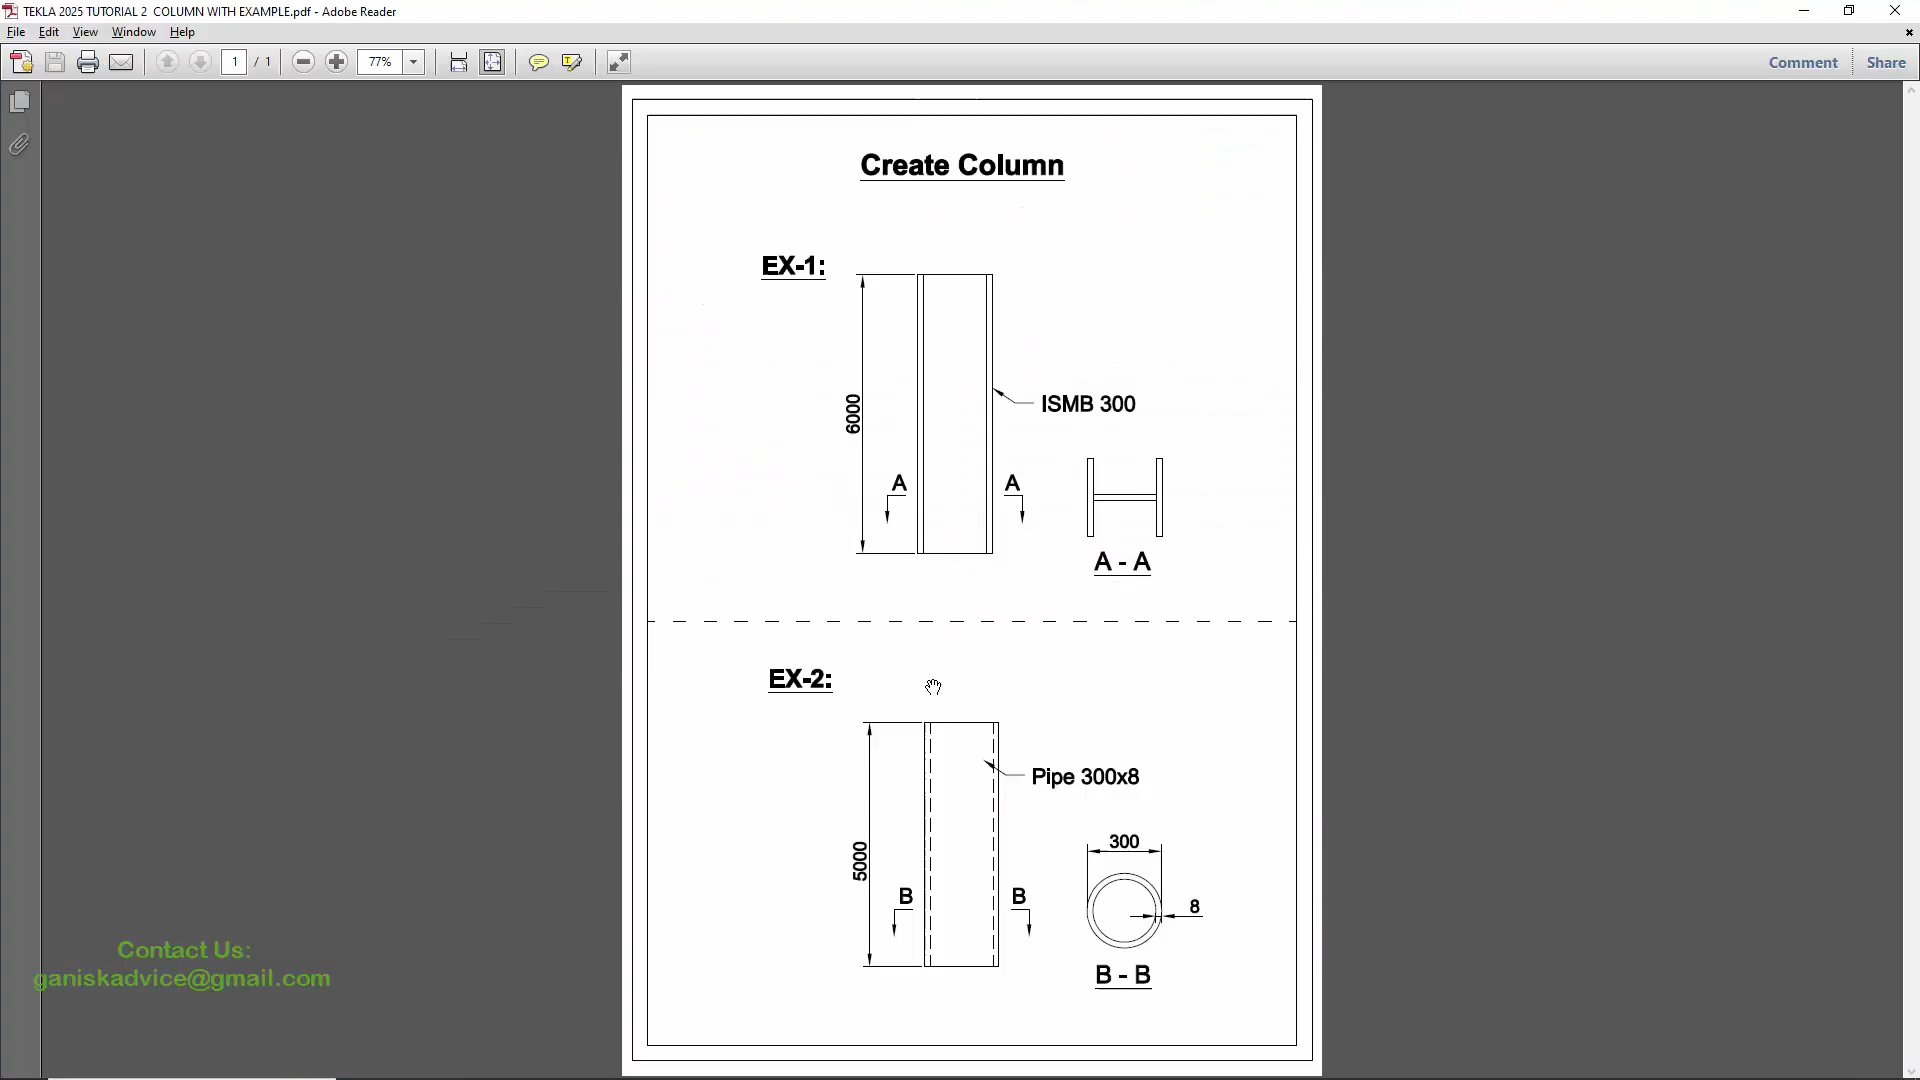 TEKLA 2025 TUTORIAL 2  COLUMN WITH EXAMPLE.pdf - Adobe Reader
File Edit View Window Help
1 / 1 77% Comment Share
Create Column
EX-1:
6000
ISMB 300
A A
A - A
EX-2:
Pipe 300x8
5000
300
B B
8
B - B
Contact Us:
ganiskadvice@gmail.com